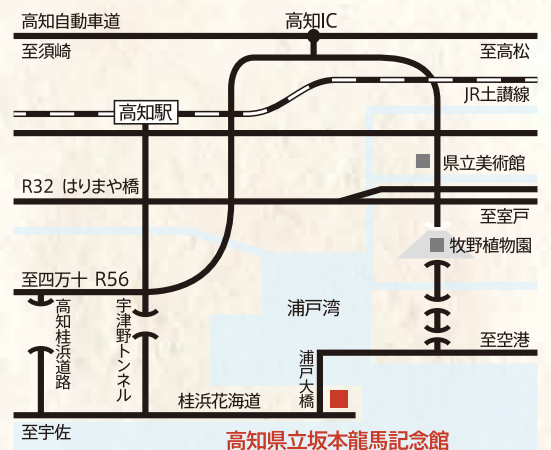 高知自動車道
高知IC
至須崎
至高松
JR土讃線
高知駅
県立美術館
R32 はりまや橋
至室戸
牧野植物園
至四万十 R56
高知桂浜道路
宇津野トンネル
浦戸湾
至空港
浦戸大橋
桂浜花海道
至宇佐
高知県立坂本龍馬記念館